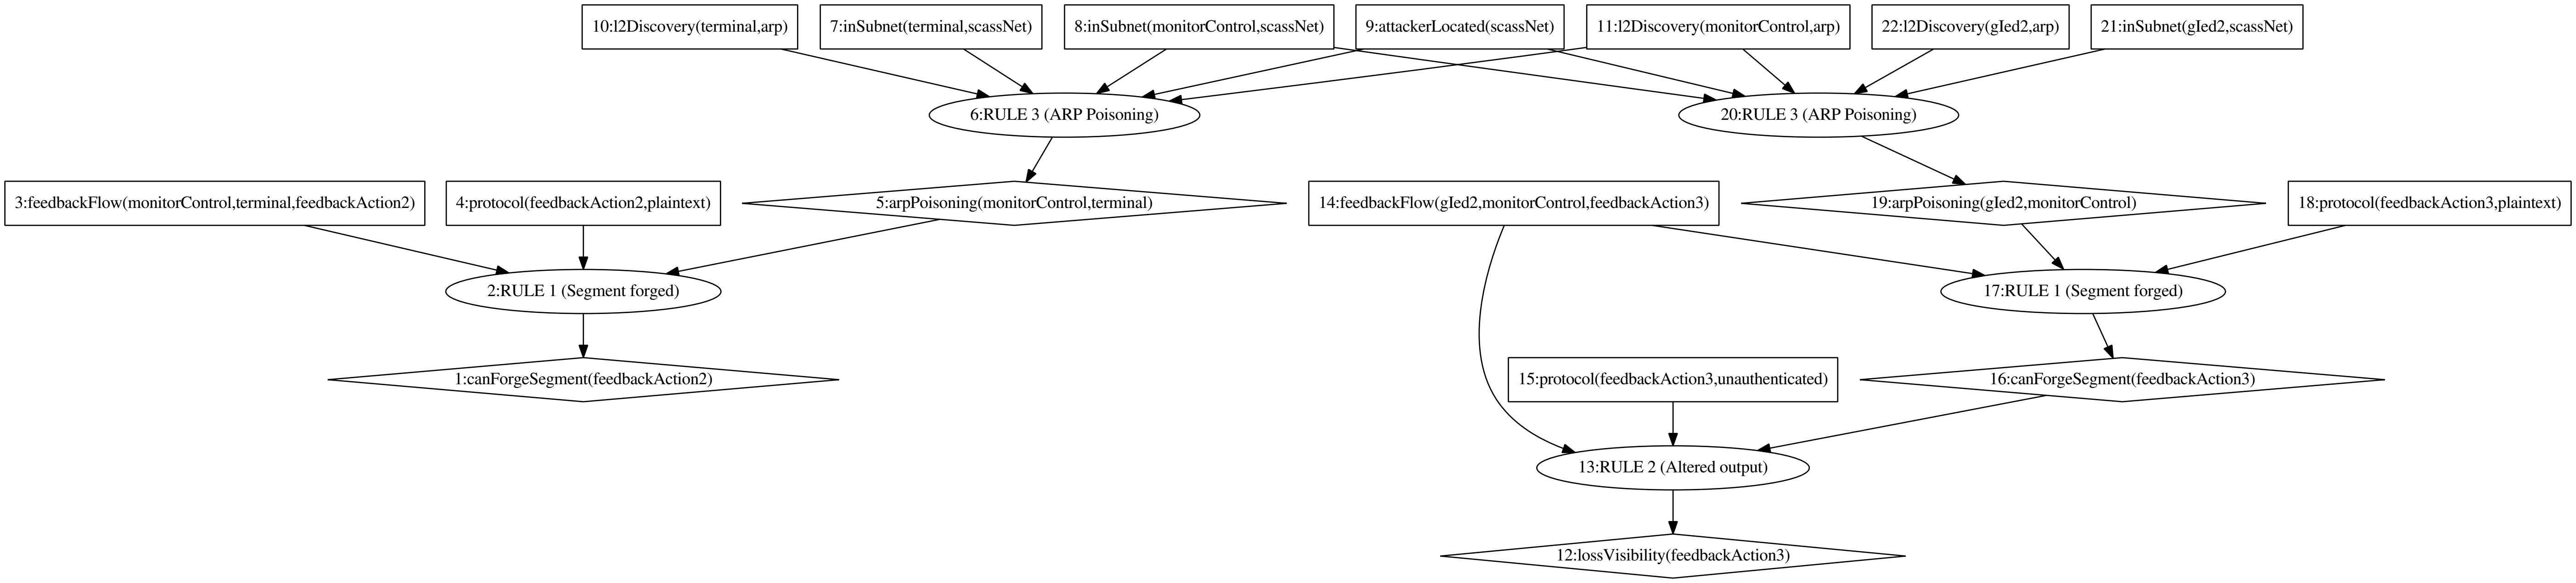 10:l2Discovery(terminal,arp)
7:inSubnet(terminal,scassNet)
8:inSubnet(monitorControl,scassNet)
9:attackerLocated(scassNet)
11:l2Discovery(monitorControl,arp)
22:l2Discovery(gIed2,arp)
21:inSubnet(gIed2,scassNet)
6:RULE 3 (ARP Poisoning)
20:RULE 3 (ARP Poisoning)
3:feedbackFlow(monitorControl,terminal,feedbackAction2)
4:protocol(feedbackAction2,plaintext)
5:arpPoisoning(monitorControl,terminal)
14:feedbackFlow(gIed2,monitorControl,feedbackAction3)
19:arpPoisoning(gIed2,monitorControl)
18:protocol(feedbackAction3,plaintext)
2:RULE 1 (Segment forged)
17:RULE 1 (Segment forged)
1:canForgeSegment(feedbackAction2)
15:protocol(feedbackAction3,unauthenticated)
16:canForgeSegment(feedbackAction3)
13:RULE 2 (Altered output)
12:lossVisibility(feedbackAction3)